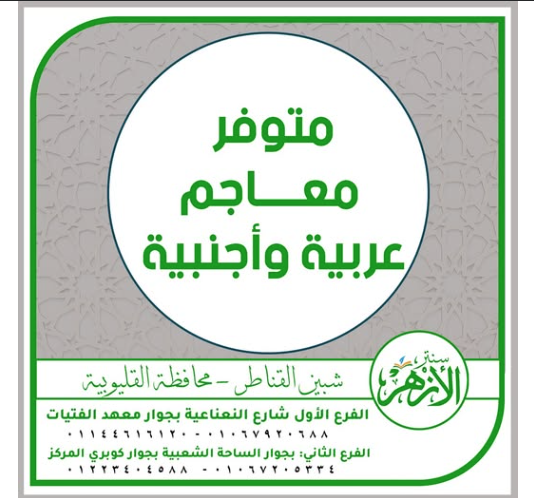 متوفر
معـــاجم
عربية وأجنبية
سنتر
الأزهر
شبين القناطر - محافظة القليوبية
الفرع الأول شارع النعناعية بجوار معهد الفتيات
٠١١٤٤٦١٦١٢٠ - ٠١٠٦٧٩٢٠٦٨٨
الفرع الثاني: بجوار الساحة الشعبية بجوار كوبري المركز
٠١٢٢٣٤٠٤٥٨٨ - ٠١٠٦٧٢٠٥٣٣٤